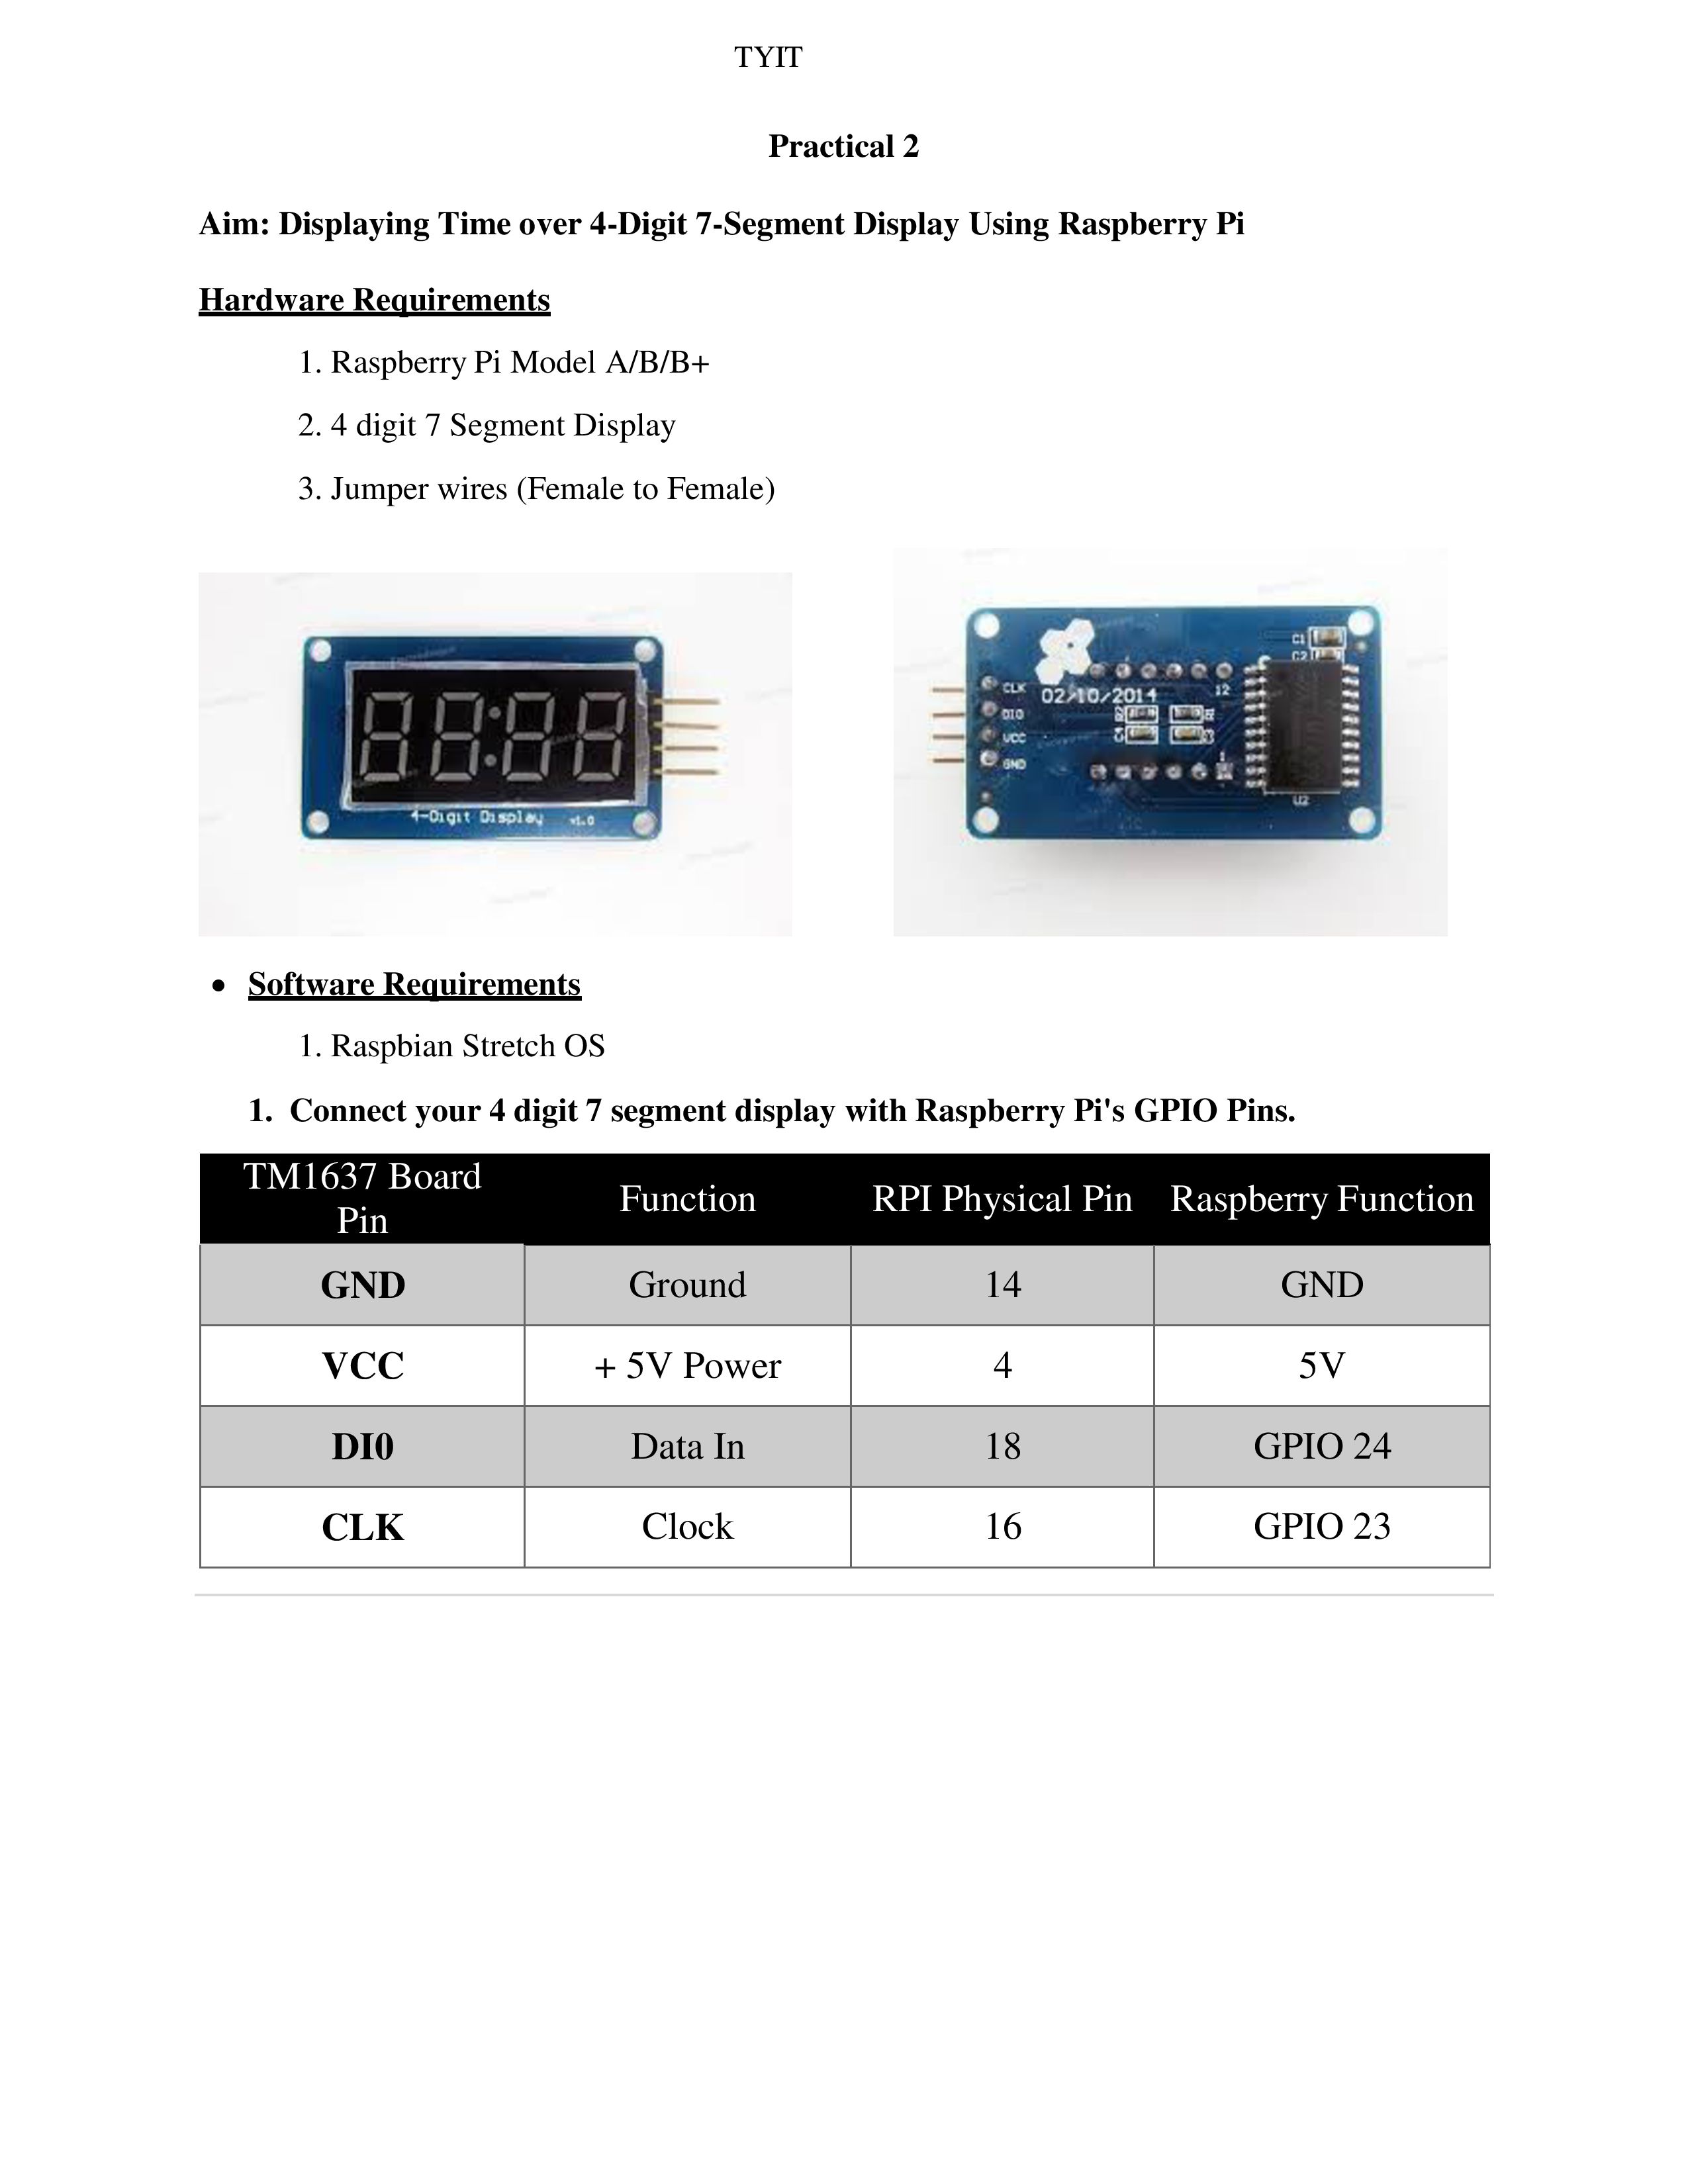 TYIT
Practical 2
Aim: Displaying Time over 4-Digit 7-Segment Display Using Raspberry Pi
Hardware Requirements
1. Raspberry Pi Model A/B/B+
2. 4 digit 7 Segment Display
3. Jumper wires (Female to Female)
4-Digit Display v1.0
C1
C2
CLK
02/10/2014
12
DIO
VCC
GND
1
U2
• Software Requirements
1. Raspbian Stretch OS
1. Connect your 4 digit 7 segment display with Raspberry Pi's GPIO Pins.
TM1637 Board Pin Function RPI Physical Pin Raspberry Function
GND Ground 14 GND
VCC + 5V Power 4 5V
DI0 Data In 18 GPIO 24
CLK Clock 16 GPIO 23